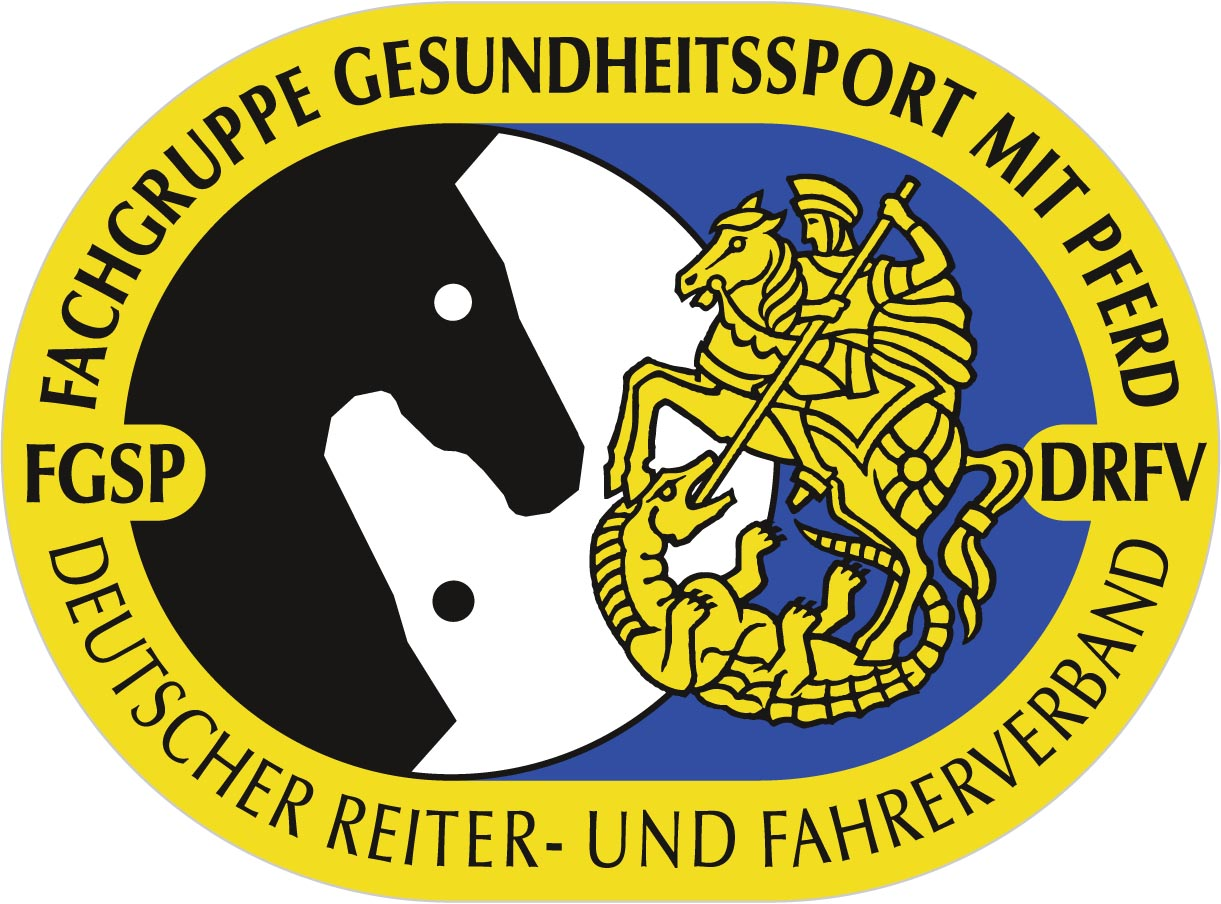 FACHGRUPPE GESUNDHEITSSPORT MIT PFERD
FGSP
DRFV
DEUTSCHER REITER- UND FAHRERVERBAND